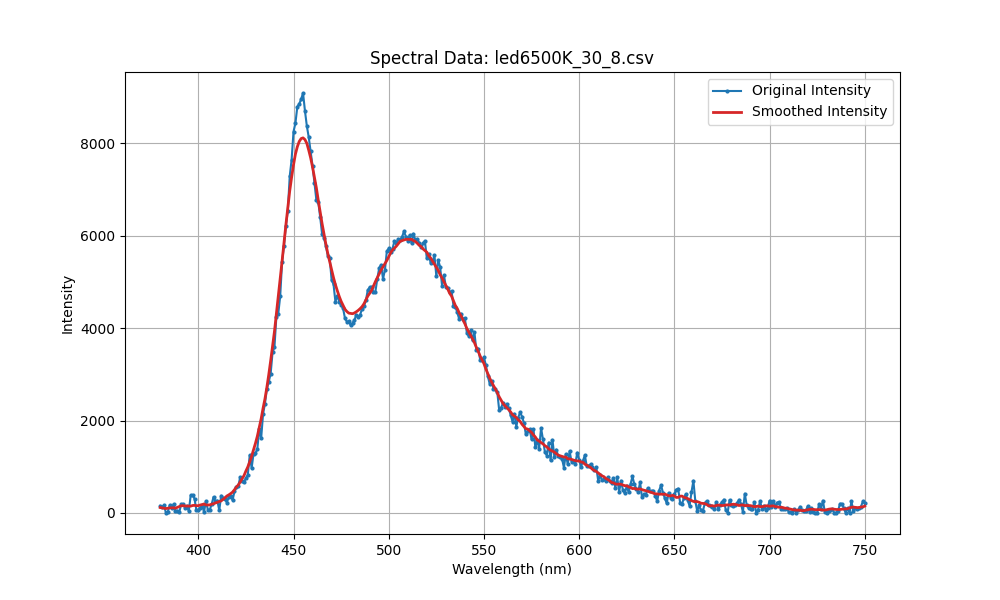 Spectral Data: led6500K_30_8.csv
Original Intensity
Smoothed Intensity
8000
6000
4000
2000
0
Intensity
400 450 500 550 600 650 700 750
Wavelength (nm)